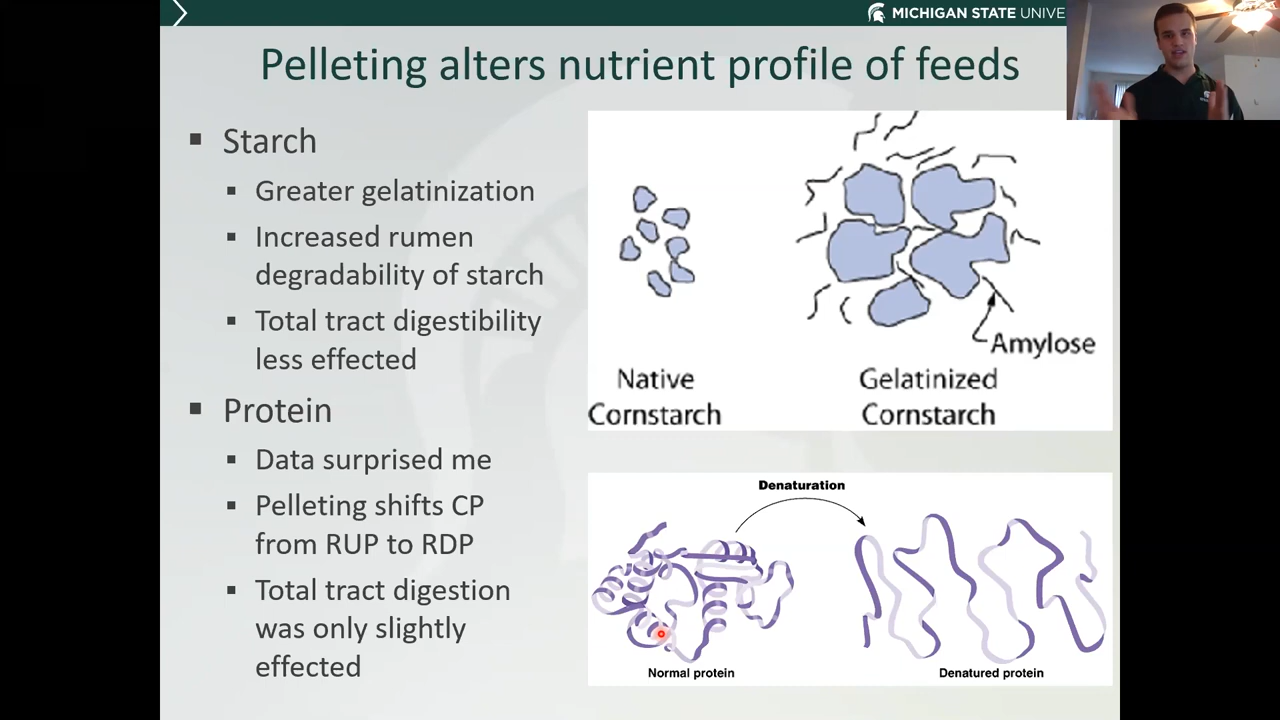 MICHIGAN STATE UNIVE
Pelleting alters nutrient profile of feeds
▪ Starch
▪ Greater gelatinization
▪ Increased rumen
degradability of starch
▪ Total tract digestibility
less effected
▪ Protein
▪ Data surprised me
▪ Pelleting shifts CP
from RUP to RDP
▪ Total tract digestion
was only slightly
effected
Amylose
Native
Cornstarch
Gelatinized
Cornstarch
Denaturation
Normal protein
Denatured protein